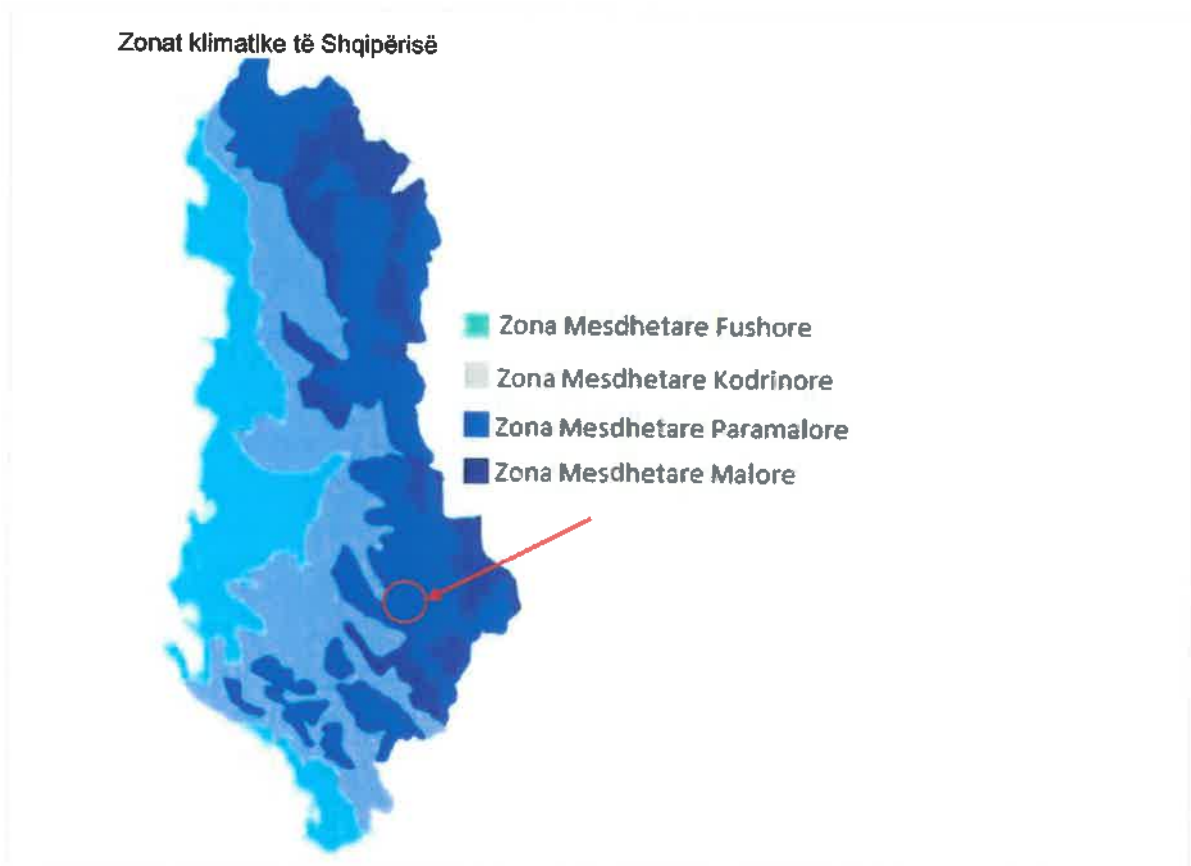 Zonat klimatike të Shqipërisë
Zona Mesdhetare Fushore
Zona Mesdhetare Kodrinore
Zona Mesdhetare Paramalore
Zona Mesdhetare Malore